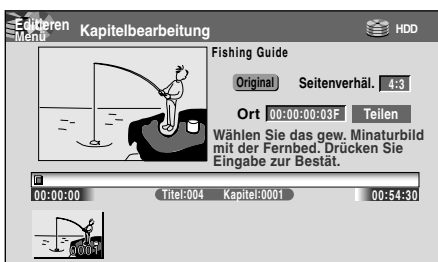 Editieren
Menü
Kapitelbearbeitung
HDD
Fishing Guide
Original Seitenverhäl. 4:3
Ort 00:00:00:03F Teilen
Wählen Sie das gew. Minaturbild
mit der Fernbed. Drücken Sie
Eingabe zur Bestät.
00:00:00 Titel:004 Kapitel:0001 00:54:30
0001